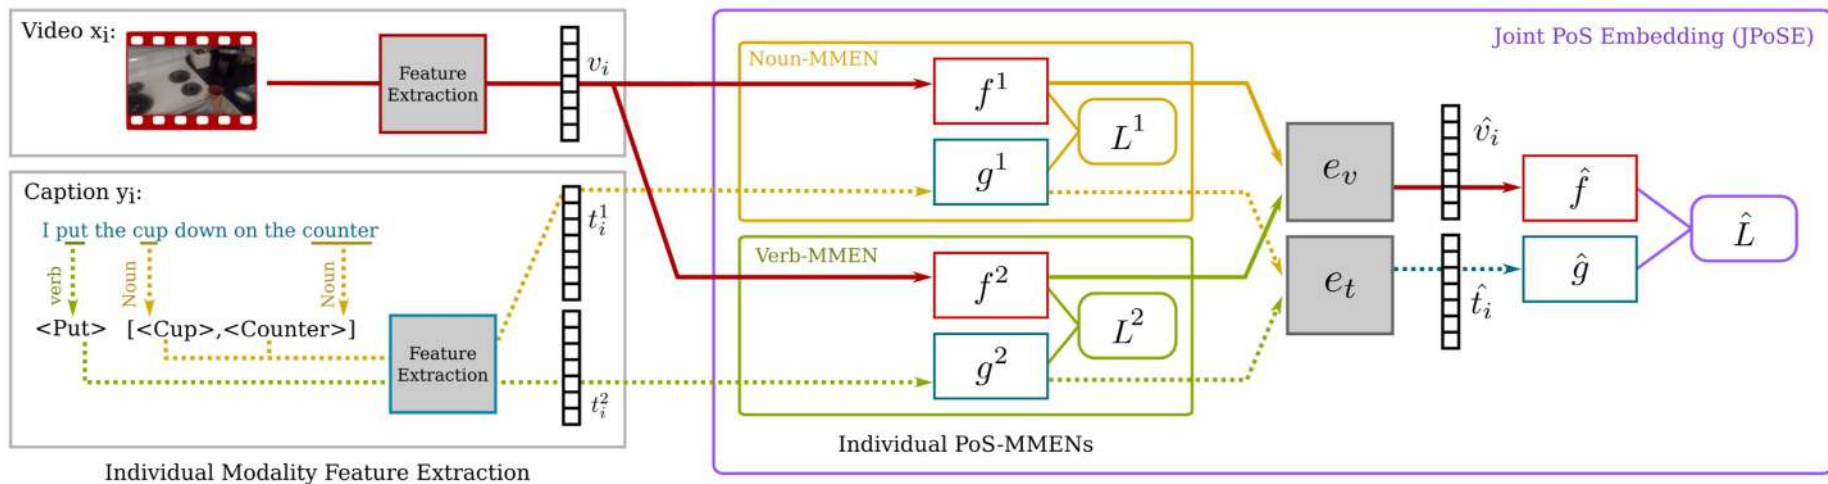 Video xᵢ:
Feature
Extraction
vᵢ
Caption yᵢ:
I put the cup down on the counter
verb
Noun
Noun
<Put> [<Cup>,<Counter>]
Feature
Extraction
tᵢ¹
tᵢ²
Individual Modality Feature Extraction
Joint PoS Embedding (JPoSE)
Noun-MMEN
f¹
g¹
L¹
Verb-MMEN
f²
g²
L²
Individual PoS-MMENs
eᵥ
eₜ
v̂ᵢ
t̂ᵢ
f̂
ĝ
L̂